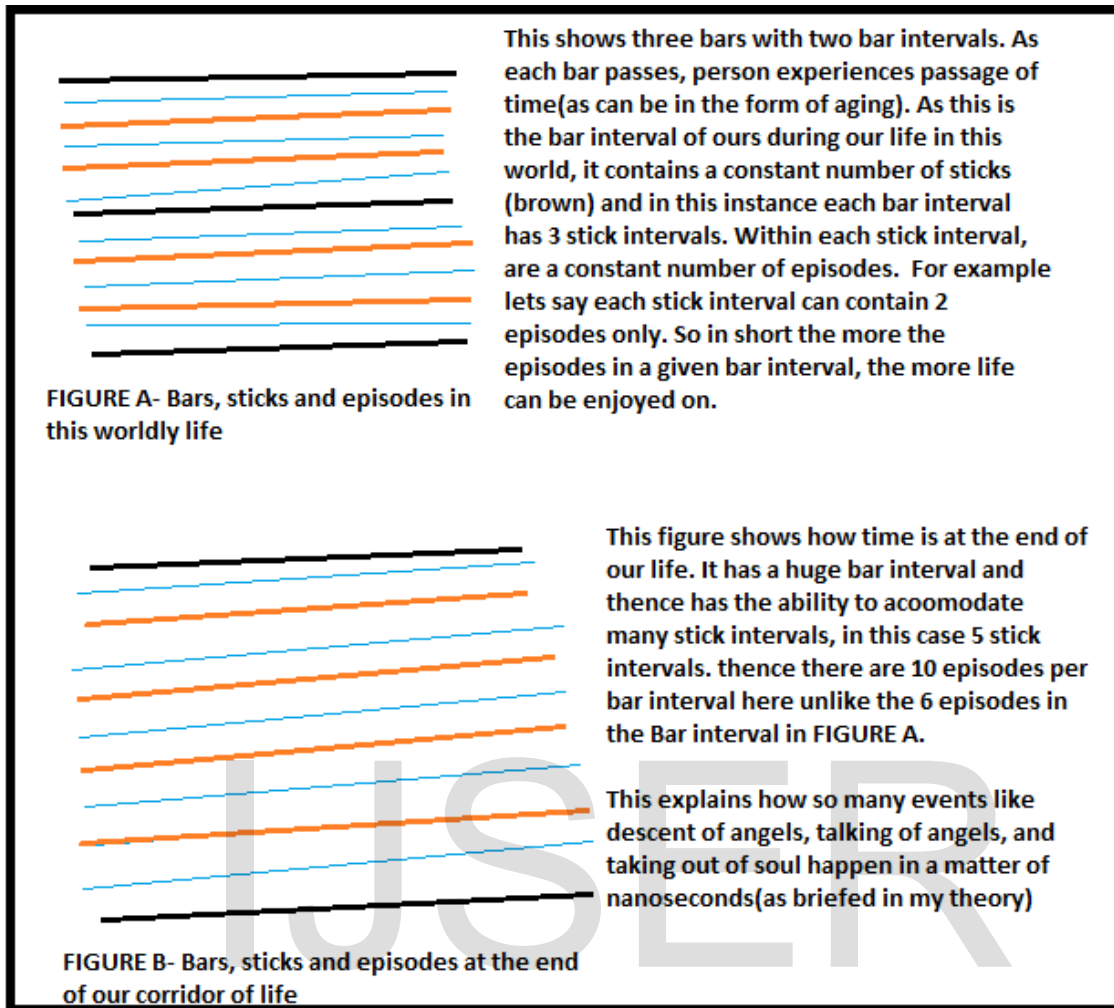 This shows three bars with two bar intervals. As
each bar passes, person experiences passage of
time(as can be in the form of aging). As this is
the bar interval of ours during our life in this
world, it contains a constant number of sticks
(brown) and in this instance each bar interval
has 3 stick intervals. Within each stick interval,
are a constant number of episodes.  For example
lets say each stick interval can contain 2
episodes only. So in short the more the
episodes in a given bar interval, the more life
can be enjoyed on.
FIGURE A- Bars, sticks and episodes in
this worldly life
This figure shows how time is at the end of
our life. It has a huge bar interval and
thence has the ability to acoomodate
many stick intervals, in this case 5 stick
intervals. thence there are 10 episodes per
bar interval here unlike the 6 episodes in
the Bar interval in FIGURE A.
This explains how so many events like
descent of angels, talking of angels, and
taking out of soul happen in a matter of
nanoseconds(as briefed in my theory)
IJSER
FIGURE B- Bars, sticks and episodes at the end
of our corridor of life